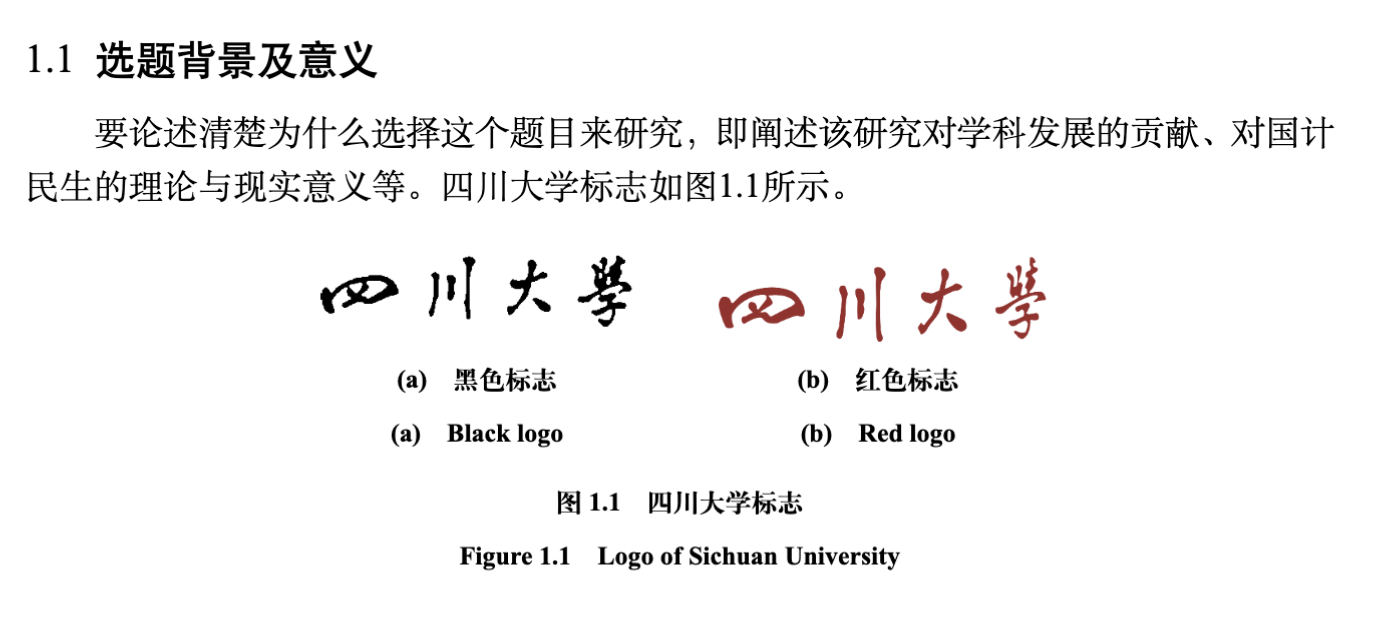 1.1 选题背景及意义
要论述清楚为什么选择这个题目来研究，即阐述该研究对学科发展的贡献、对国计
民生的理论与现实意义等。四川大学标志如图1.1所示。
四川大學 四川大學
(a) 黑色标志 (b) 红色标志
(a) Black logo (b) Red logo
图 1.1 四川大学标志
Figure 1.1 Logo of Sichuan University